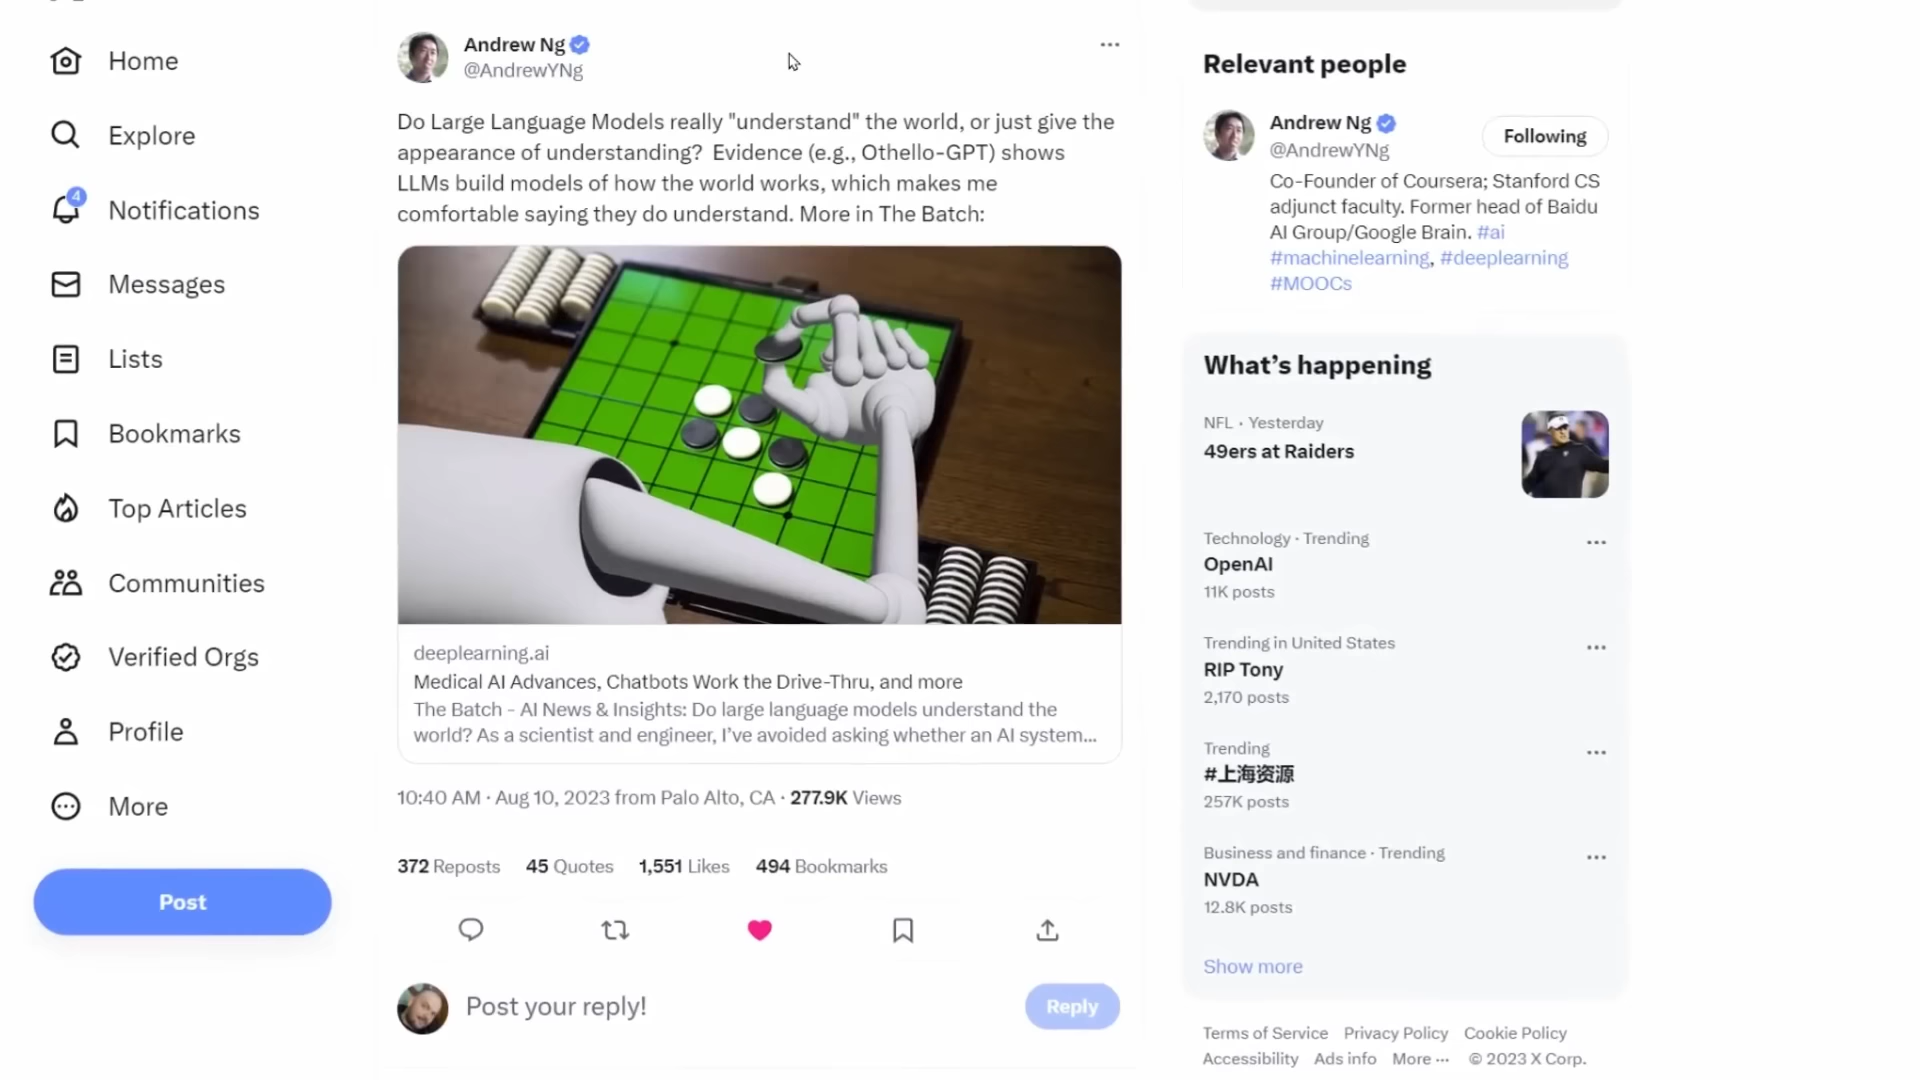 Home
Explore
4
Notifications
Messages
Lists
Bookmarks
Top Articles
Communities
Verified Orgs
Profile
More
Post
Andrew Ng
@AndrewYNg
Do Large Language Models really "understand" the world, or just give the
appearance of understanding?  Evidence (e.g., Othello-GPT) shows
LLMs build models of how the world works, which makes me
comfortable saying they do understand. More in The Batch:
deeplearning.ai
Medical AI Advances, Chatbots Work the Drive-Thru, and more
The Batch - AI News & Insights: Do large language models understand the
world? As a scientist and engineer, I've avoided asking whether an AI system...
10:40 AM · Aug 10, 2023 from Palo Alto, CA · 277.9K Views
372 Reposts 45 Quotes 1,551 Likes 494 Bookmarks
Post your reply!
Reply
Relevant people
Andrew Ng
@AndrewYNg
Following
Co-Founder of Coursera; Stanford CS
adjunct faculty. Former head of Baidu
AI Group/Google Brain. #ai
#machinelearning, #deeplearning
#MOOCs
What's happening
NFL · Yesterday
49ers at Raiders
Technology · Trending
OpenAI
11K posts
Trending in United States
RIP Tony
2,170 posts
Trending
#上海资源
257K posts
Business and finance · Trending
NVDA
12.8K posts
Show more
Terms of Service Privacy Policy Cookie Policy
Accessibility Ads info More ··· © 2023 X Corp.